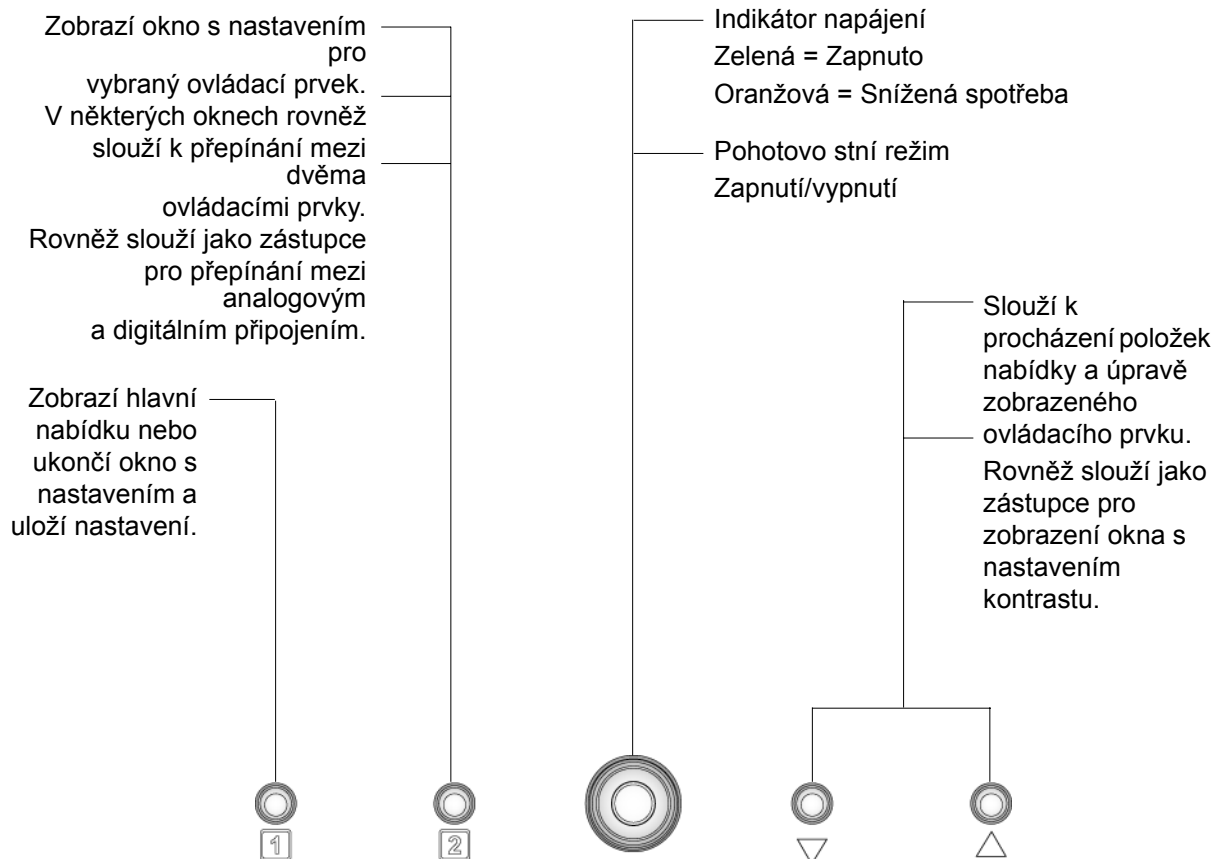 Zobrazí okno s nastavením
pro
vybraný ovládací prvek.
V některých oknech rovněž
slouží k přepínání mezi
dvěma
ovládacími prvky.
Rovněž slouží jako zástupce
pro přepínání mezi
analogovým
a digitálním připojením.
Zobrazí hlavní
nabídku nebo
ukončí okno s
nastavením a
uloží nastavení.
Indikátor napájení
Zelená = Zapnuto
Oranžová = Snížená spotřeba
Pohotovo stní režim
Zapnutí/vypnutí
Slouží k
procházení položek
nabídky a úpravě
zobrazeného
ovládacího prvku.
Rovněž slouží jako
zástupce pro
zobrazení okna s
nastavením
kontrastu.
1
2